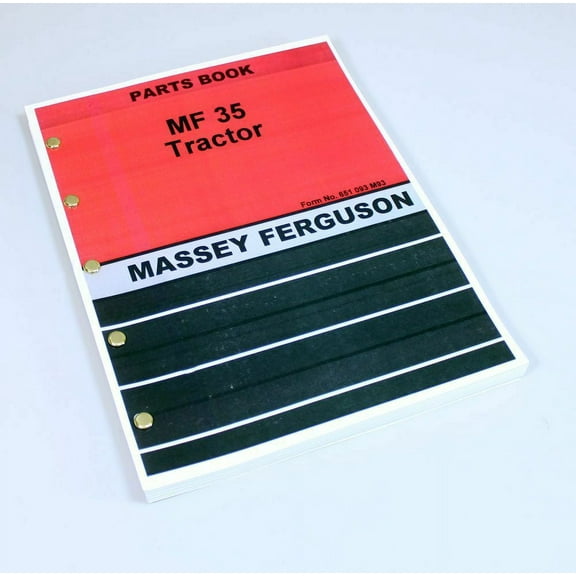 PARTS BOOK
MF 35
Tractor
Form No. 651 093 M93
MASSEY FERGUSON